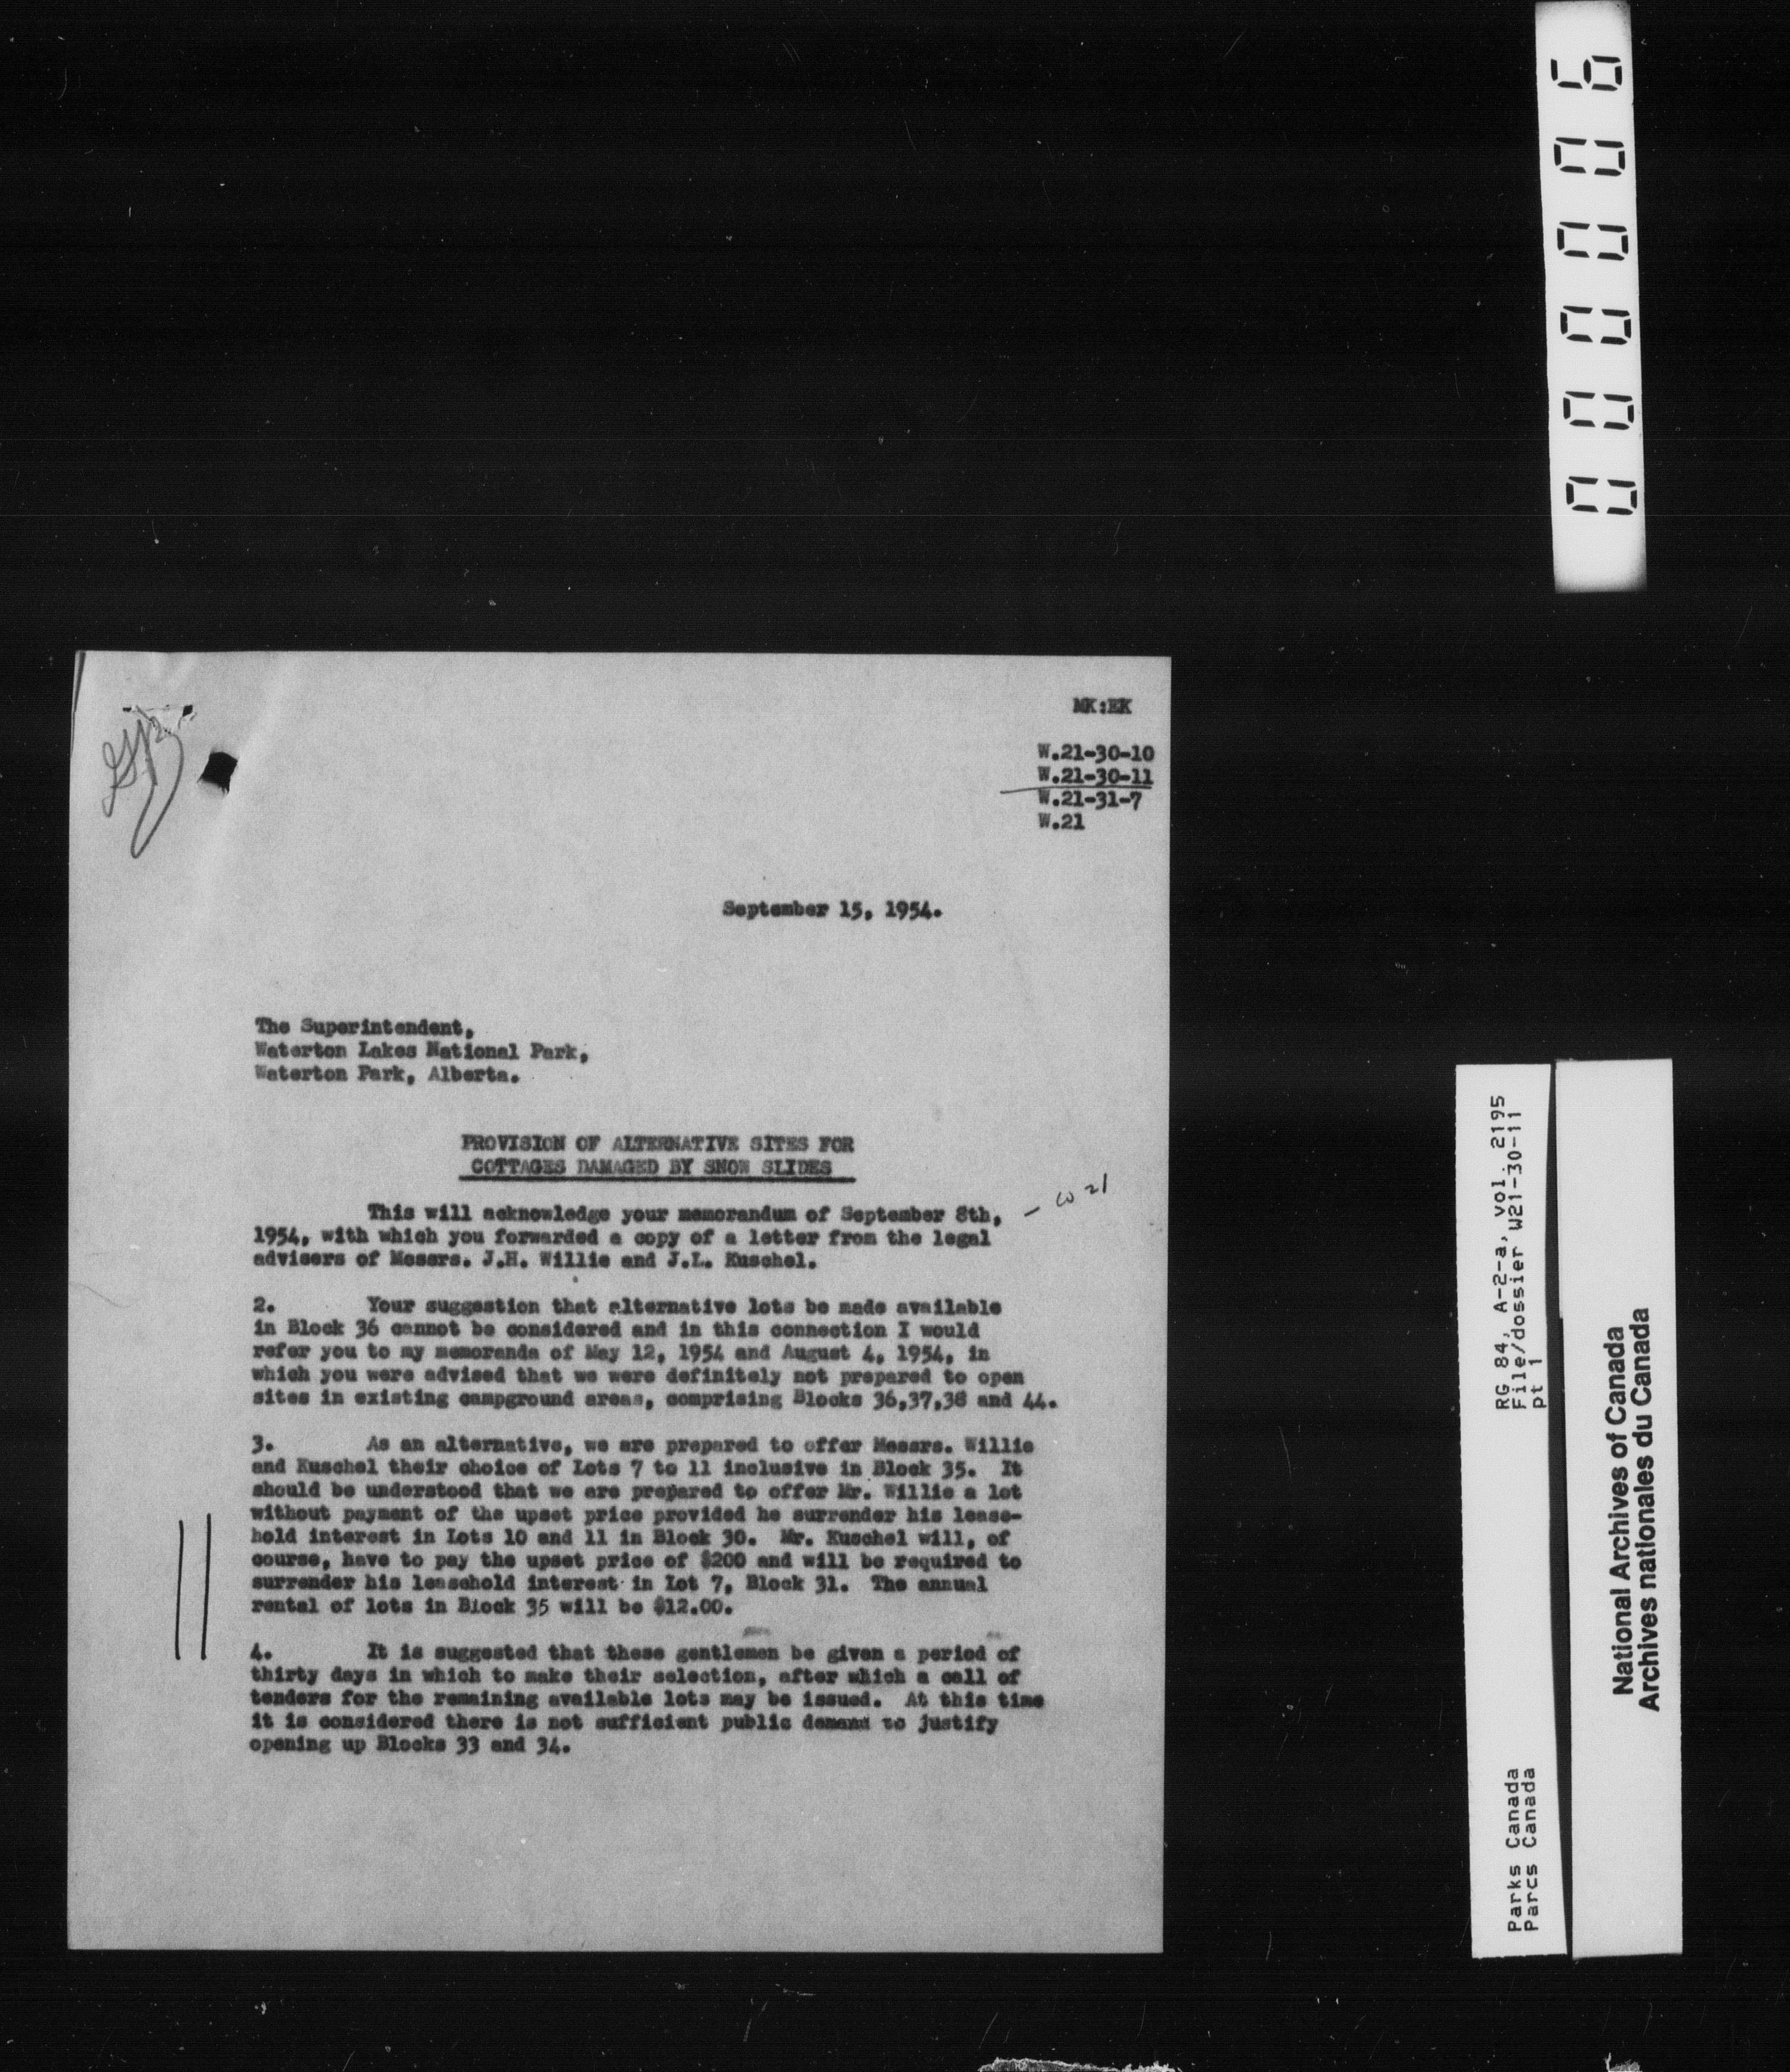 000006
MK:EK
W.21-30-10
W.21-30-11
W.21-31-7
W.21
September 15, 1954.
The Superintendent,
Waterton Lakes National Park,
Waterton Park, Alberta.
PROVISION OF ALTERNATIVE SITES FOR
COTTAGES DAMAGED BY SNOW SLIDES
This will acknowledge your memorandum of September 8th, - W 21
1954, with which you forwarded a copy of a letter from the legal
advisers of Messrs. J.H. Willie and J.L. Kuschel.
2. Your suggestion that alternative lots be made available
in Block 36 cannot be considered and in this connection I would
refer you to my memoranda of May 12, 1954 and August 4, 1954, in
which you were advised that we were definitely not prepared to open
sites in existing campground areas, comprising Blocks 36,37,38 and 44.
3. As an alternative, we are prepared to offer Messrs. Willie
and Kuschel their choice of Lots 7 to 11 inclusive in Block 35. It
should be understood that we are prepared to offer Mr. Willie a lot
without payment of the upset price provided he surrender his lease-
hold interest in Lots 10 and 11 in Block 30. Mr. Kuschel will, of
course, have to pay the upset price of $200 and will be required to
surrender his leasehold interest in Lot 7, Block 31. The annual
rental of lots in Block 35 will be $12.00.
4. It is suggested that these gentlemen be given a period of
thirty days in which to make their selection, after which a call of
tenders for the remaining available lots may be issued. At this time
it is considered there is not sufficient public demand to justify
opening up Blocks 33 and 34.
RG 84, A-2-a, vol. 2195
File/dossier W21-30-11
pt 1
Parks Canada
Parcs Canada
National Archives of Canada
Archives nationales du Canada